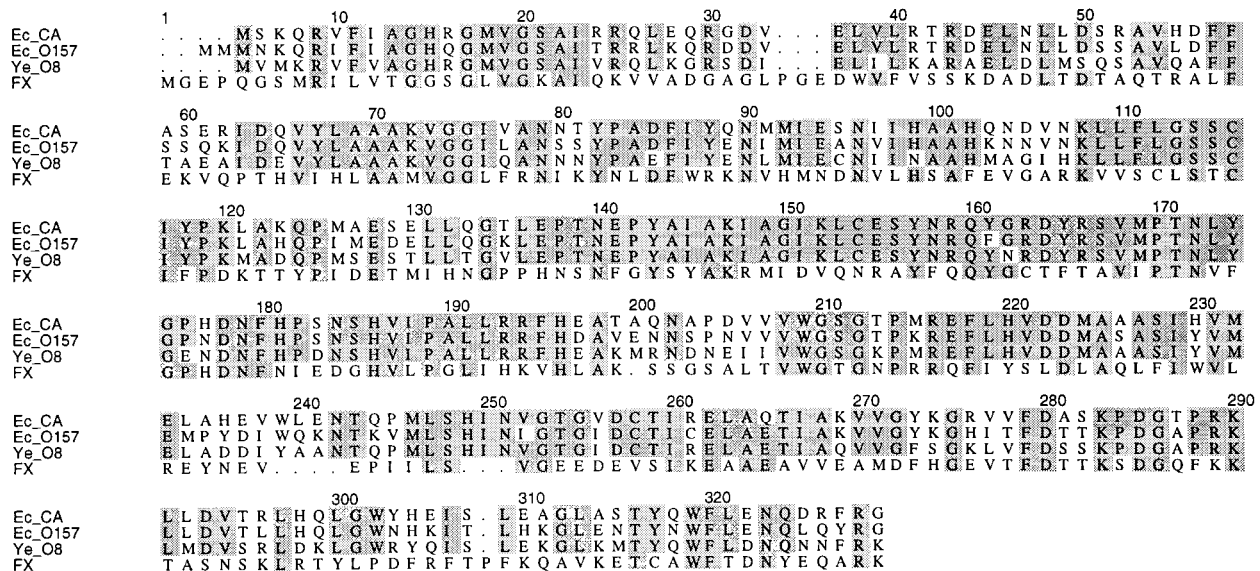 1 10 20 30 40 50
Ec_CA . . . . M S K Q R V F I A G H R G M V G S A I R R Q L E Q R G D V . . . E L V L R T R D E L N L L D S R A V H D F F
Ec_O157 . . M M M N K Q R I F I A G H Q G M V G S A I T R R L K Q R D D V . . . E L V L R T R D E L N L L D S S A V L D F F
Ye_O8 . . . . M V M K R V F V A G H R G M V G S A I V R Q L K G R S D I . . . E L I L K A R A E L D L M S Q S A V Q A F F
FX M G E P Q G S M R I L V T G G S G L V G K A I Q K V V A D G A G L P G E D W V F V S S K D A D L T D T A Q T R A L F
60 70 80 90 100 110
Ec_CA A S E R I D Q V Y L A A A K V G G I V A N N T Y P A D F I Y Q N M M I E S N I I H A A H Q N D V N K L L F L G S S C
Ec_O157 S S Q K I D Q V Y L A A A K V G G I L A N S S Y P A D F I Y E N I M I E A N V I H A A H K N N V N K L L F L G S S C
Ye_O8 T A E A I D E V Y L A A A K V G G I Q A N N N Y P A E F I Y E N L M I E C N I I N A A H M A G I H K L L F L G S S C
FX E K V Q P T H V I H L A A M V G G L F R N I K Y N L D F W R K N V H M N D N V L H S A F E V G A R K V V S C L S T C
120 130 140 150 160 170
Ec_CA I Y P K L A K Q P M A E S E L L Q G T L E P T N E P Y A I A K I A G I K L C E S Y N R Q Y G R D Y R S V M P T N L Y
Ec_O157 I Y P K L A H Q P I M E D E L L Q G K L E P T N E P Y A I A K I A G I K L C E S Y N R Q F G R D Y R S V M P T N L Y
Ye_O8 I Y P K M A D Q P M S E S T L L T G V L E P T N E P Y A I A K I A G I K L C E S Y N R Q Y N R D Y R S V M P T N L Y
FX I F P D K T T Y P I D E T M I H N G P P H N S N F G Y S Y A K R M I D V Q N R A Y F Q Q Y G C T F T A V I P T N V F
180 190 200 210 220 232
Ec_CA G P H D N F H P S N S H V I P A L L R R F H E A T A Q N A P D V V V W G S G T P M R E F L H V D D M A A A S I H V M
Ec_O157 G P N D N F H P S N S H V I P A L L R R F H D A V E N N S P N V V V W G S G T P K R E F L H V D D M A S A S I Y V M
Ye_O8 G E N D N F H P D N S H V I P A L L R R F H E A K M R N D N E I I V W G S G K P M R E F L H V D D M A A A S I Y V M
FX G P H D N F N I E D G H V L P G L I H K V H L A K . S S G S A L T V W G T G N P R R Q F I Y S L D L A Q L F I W V L
240 250 260 270 280 290
Ec_CA E L A H E V W L E N T Q P M L S H I N V G T G V D C T I R E L A Q T I A K V V G Y K G R V V F D A S K P D G T P R K
Ec_O157 E M P Y D I W Q K N T K V M L S H I N I G T G I D C T I C E L A E T I A K V V G Y K G H I T F D T T K P D G A P R K
Ye_O8 E L A D D I Y A A N T Q P M L S H I N V G T G I D C T I R E L A E T I A Q V V G F S G K L V F D S S K P D G A P R K
FX R E Y N E V . . . . E P I I L S . . . V G E E D E V S I K E A A E A V V E A M D F H G E V T F D T T K S D G Q F K K
300 310 320
Ec_CA L L D V T R L H Q L G W Y H E I S . L E A G L A S T Y Q W F L E N Q D R F R G
Ec_O157 L L D V T L L H Q L G W N H K I T . L H K G L E N T Y N W F L E N Q L Q Y R G
Ye_O8 L M D V S R L D K L G W R Y Q I S . L E K G L K M T Y Q W F L D N Q N N F R K
FX T A S N S K L R T Y L P D F R F T P F K Q A V K E T C A W F T D N Y E Q A R K